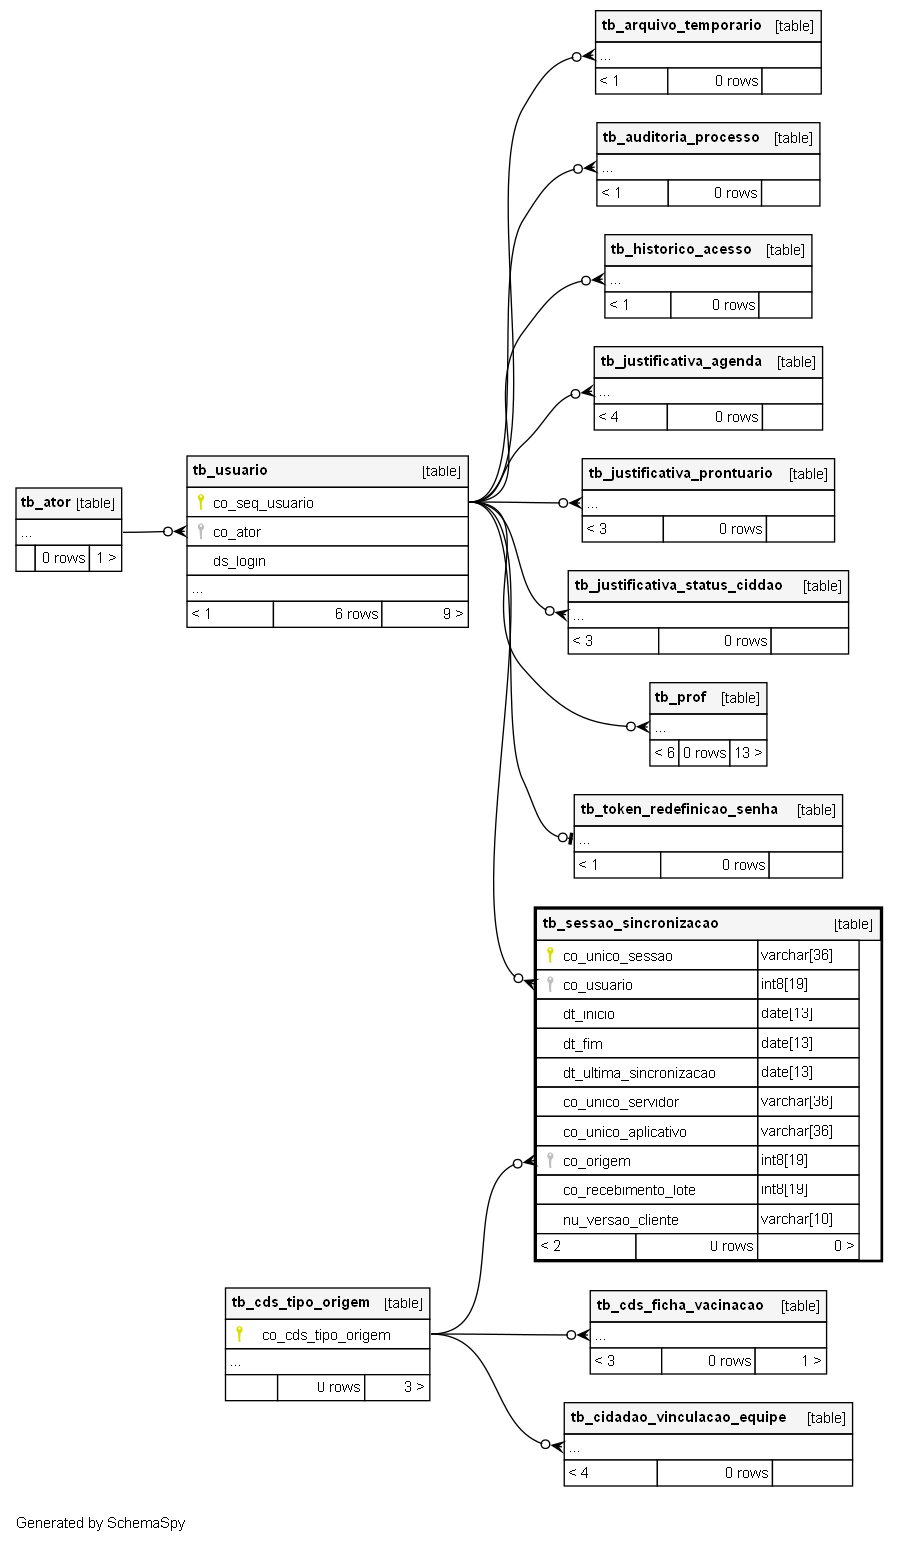 tb_arquivo_temporario [table]
...
< 1 0 rows
tb_auditoria_processo [table]
...
< 1 0 rows
tb_historico_acesso [table]
...
< 1 0 rows
tb_justificativa_agenda [table]
...
< 4 0 rows
tb_justificativa_prontuario [table]
...
< 3 0 rows
tb_usuario [table]
co_seq_usuario
co_ator
ds_login
...
< 1 6 rows 9 >
tb_ator [table]
...
0 rows 1 >
tb_justificativa_status_ciddao [table]
...
< 3 0 rows
tb_prof [table]
...
< 6 0 rows 13 >
tb_token_redefinicao_senha [table]
...
< 1 0 rows
tb_sessao_sincronizacao [table]
co_unico_sessao varchar[36]
co_usuario int8[19]
dt_inicio date[13]
dt_fim date[13]
dt_ultima_sincronizacao date[13]
co_unico_servidor varchar[36]
co_unico_aplicativo varchar[36]
co_origem int8[19]
co_recebimento_lote int8[19]
nu_versao_cliente varchar[10]
< 2 0 rows 0 >
tb_cds_tipo_origem [table]
co_cds_tipo_origem
...
0 rows 3 >
tb_cds_ficha_vacinacao [table]
...
< 3 0 rows 1 >
tb_cidadao_vinculacao_equipe [table]
...
< 4 0 rows
Generated by SchemaSpy